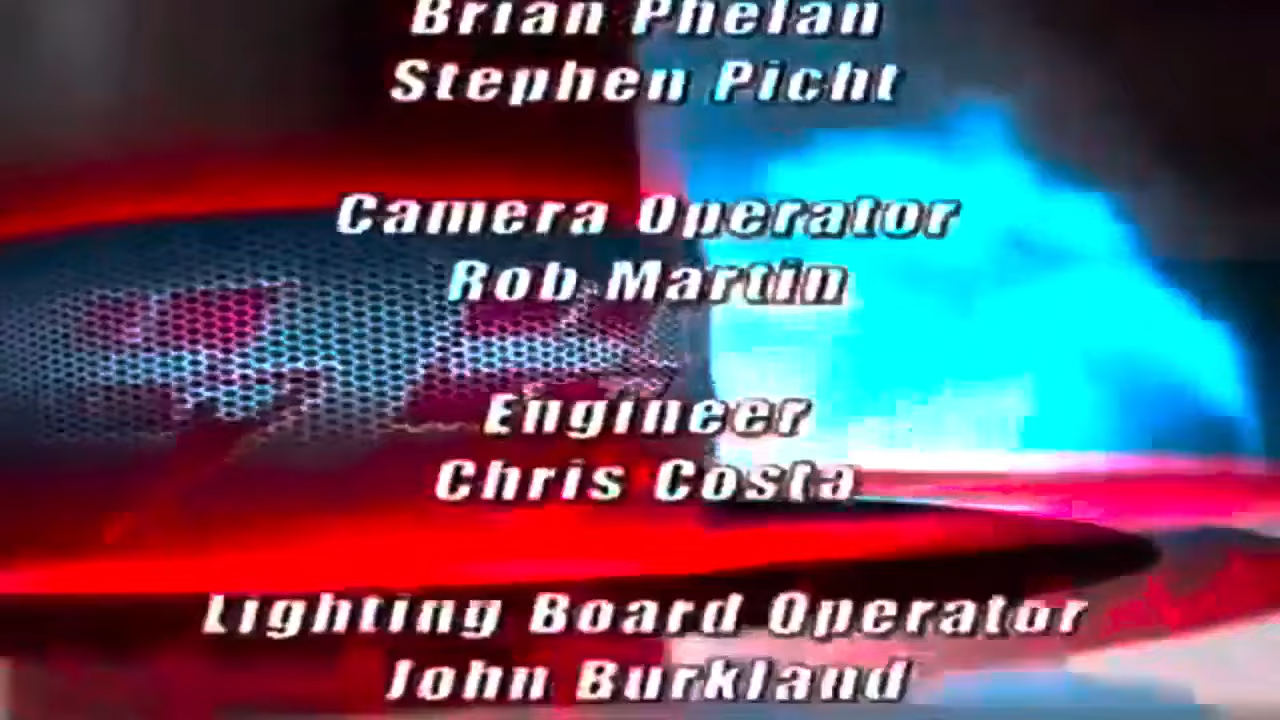 Brian Phelan
Stephen Picht
Camera Operator
Rob Martin
Engineer
Chris Costa
Lighting Board Operator
John Burkland